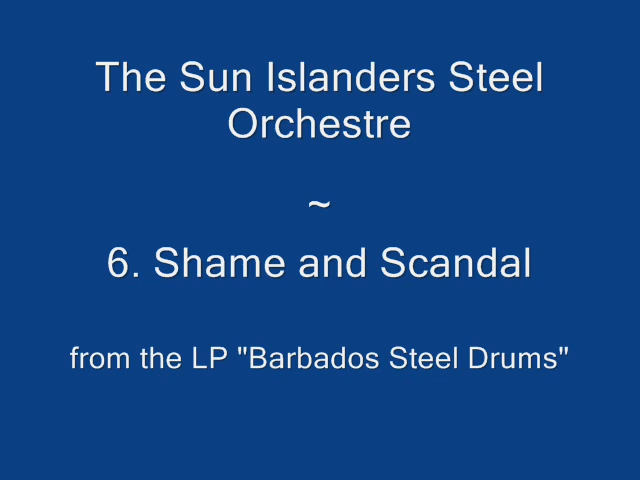 The Sun Islanders Steel
Orchestre
~
6. Shame and Scandal
from the LP "Barbados Steel Drums"